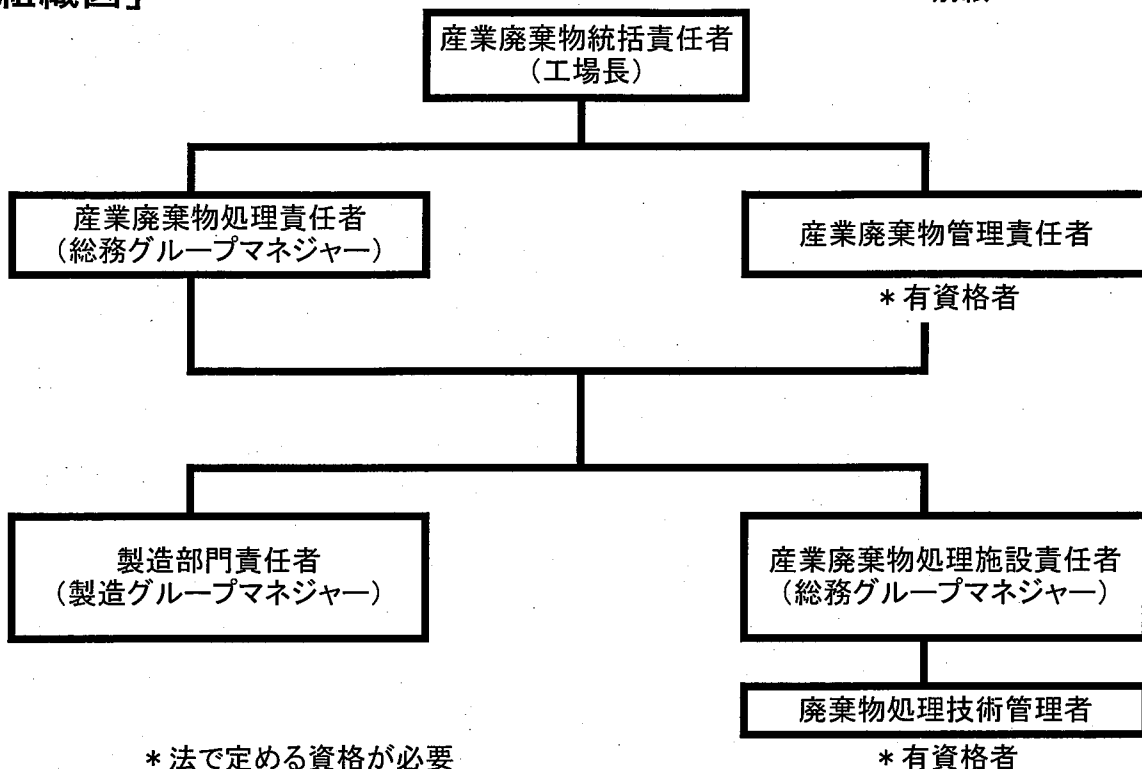 組織図」
産業廃棄物統括責任者
(工場長)
産業廃棄物処理責任者
(総務グループマネジャー)
産業廃棄物管理責任者
*有資格者
製造部門責任者
(製造グループマネジャー)
産業廃棄物処理施設責任者
(総務グループマネジャー)
廃棄物処理技術管理者
*有資格者
*法で定める資格が必要